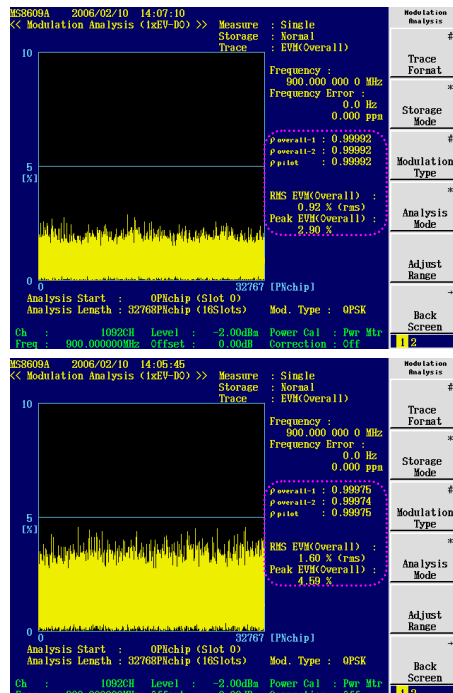 MS8609A 2006/02/10 14:07:10
<< Modulation Analysis (1xEV-DO) >> Measure : Single
Storage : Normal
Trace : EVM(Overall)
10
Frequency :
900.000 000 0 MHz
Frequency Error :
0.0 Hz
0.000 ppm
ρ overall-1 : 0.99992
ρ overall-2 : 0.99992
ρ pilot : 0.99992
5
[%]
RMS EVM(Overall) :
0.92 % (rms)
Peak EVM(Overall) :
2.90 %
0
0 32767 [PNchip]
Analysis Start : 0PNchip (Slot 0)
Analysis Length : 32768PNchip (16Slots) Mod. Type : QPSK
Ch : 1092CH Level : -2.00dBm Power Cal : Pwr Mtr
Freq : 900.000000MHz Offset : 0.00dB Correction : Off
Modulation
Analysis
#
Trace
Format
*
Storage
Mode
#
Modulation
Type
*
Analysis
Mode
Adjust
Range
→
Back
Screen
1 2
MS8609A 2006/02/10 14:05:45
<< Modulation Analysis (1xEV-DO) >> Measure : Single
Storage : Normal
Trace : EVM(Overall)
10
Frequency :
900.000 000 0 MHz
Frequency Error :
0.0 Hz
0.000 ppm
ρ overall-1 : 0.99975
ρ overall-2 : 0.99974
ρ pilot : 0.99975
5
[%]
RMS EVM(Overall) :
1.60 % (rms)
Peak EVM(Overall) :
4.59 %
0
0 32767 [PNchip]
Analysis Start : 0PNchip (Slot 0)
Analysis Length : 32768PNchip (16Slots) Mod. Type : QPSK
Ch : 1092CH Level : -2.00dBm Power Cal : Pwr Mtr
Modulation
Analysis
#
Trace
Format
*
Storage
Mode
#
Modulation
Type
*
Analysis
Mode
Adjust
Range
→
Back
Screen
1 2